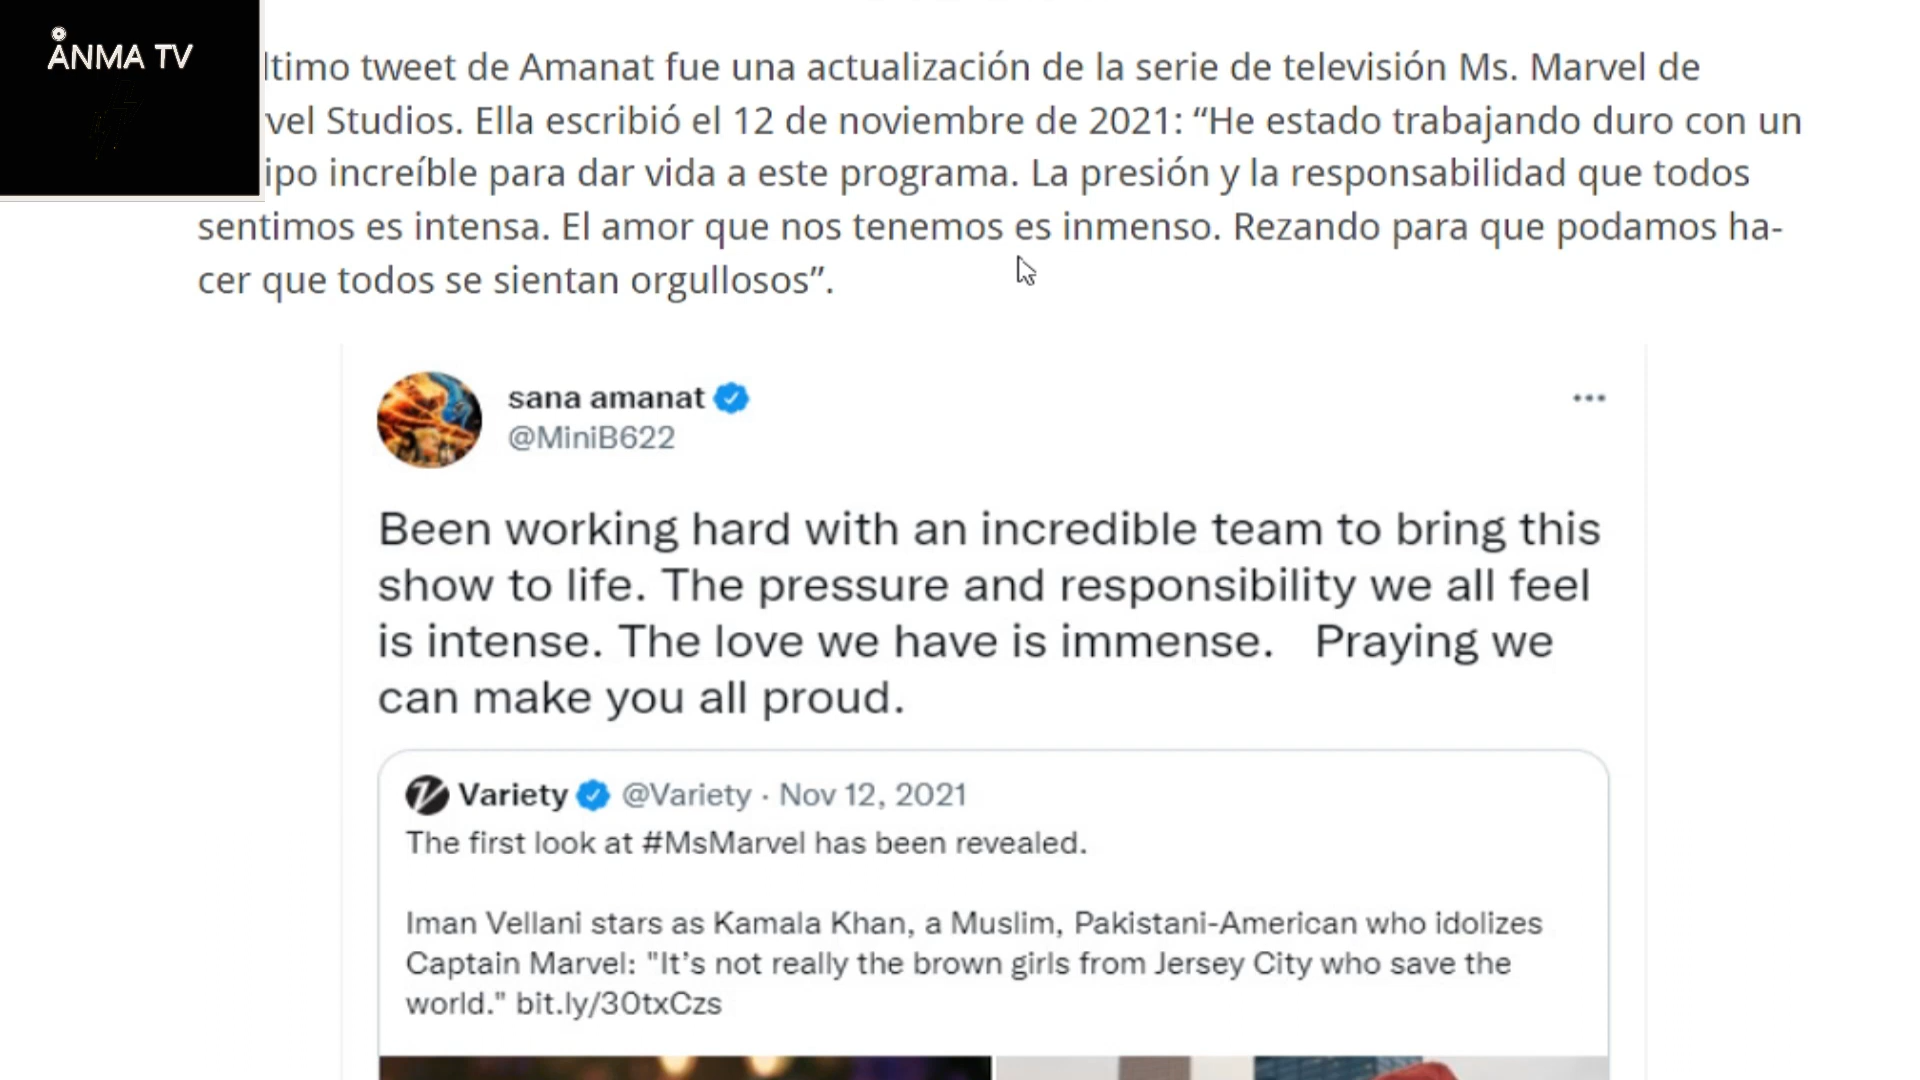 ÅNMA TV
ltimo tweet de Amanat fue una actualización de la serie de televisión Ms. Marvel de
vel Studios. Ella escribió el 12 de noviembre de 2021: “He estado trabajando duro con un
ipo increíble para dar vida a este programa. La presión y la responsabilidad que todos
sentimos es intensa. El amor que nos tenemos es inmenso. Rezando para que podamos ha-
cer que todos se sientan orgullosos”.
sana amanat
@MiniB622
Been working hard with an incredible team to bring this
show to life. The pressure and responsibility we all feel
is intense. The love we have is immense. Praying we
can make you all proud.
Variety @Variety · Nov 12, 2021
The first look at #MsMarvel has been revealed.
Iman Vellani stars as Kamala Khan, a Muslim, Pakistani-American who idolizes
Captain Marvel: "It’s not really the brown girls from Jersey City who save the
world." bit.ly/30txCzs